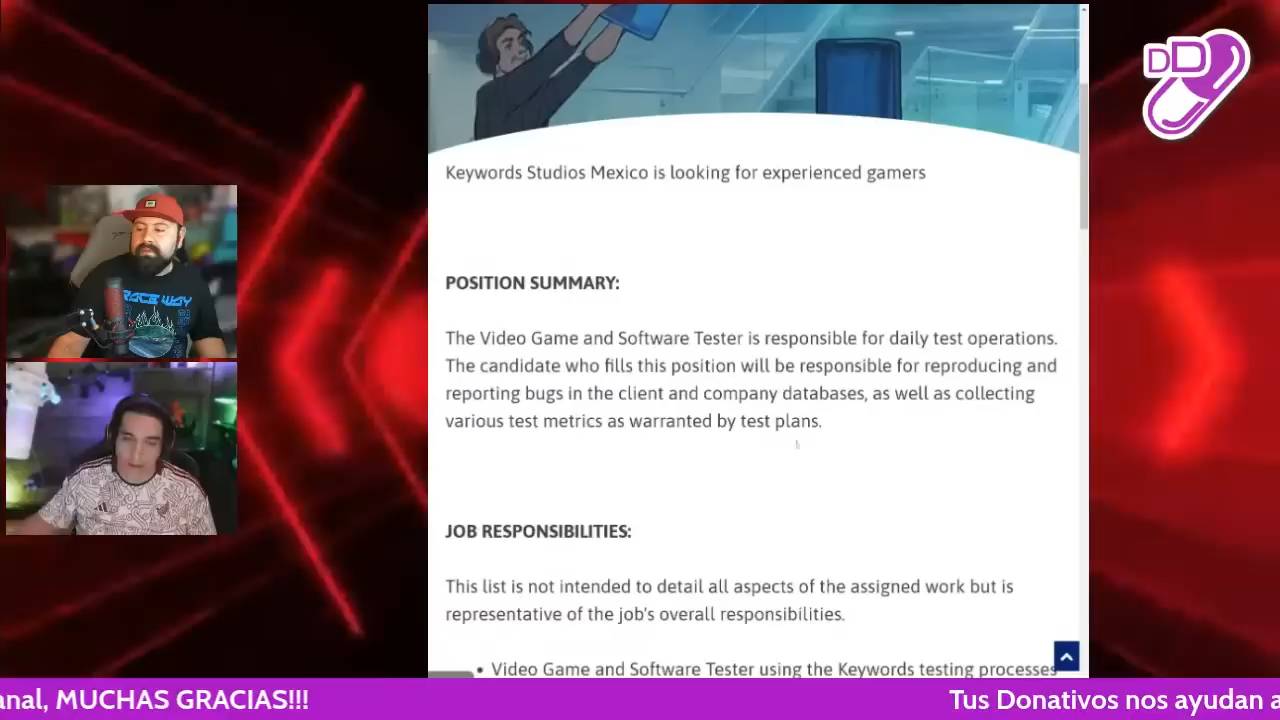 DD
Keywords Studios Mexico is looking for experienced gamers
POSITION SUMMARY:
The Video Game and Software Tester is responsible for daily test operations.
The candidate who fills this position will be responsible for reproducing and
reporting bugs in the client and company databases, as well as collecting
various test metrics as warranted by test plans.
JOB RESPONSIBILITIES:
This list is not intended to detail all aspects of the assigned work but is
representative of the job's overall responsibilities.
• Video Game and Software Tester using the Keywords testing processes
anal, MUCHAS GRACIAS!!!
Tus Donativos nos ayudan a